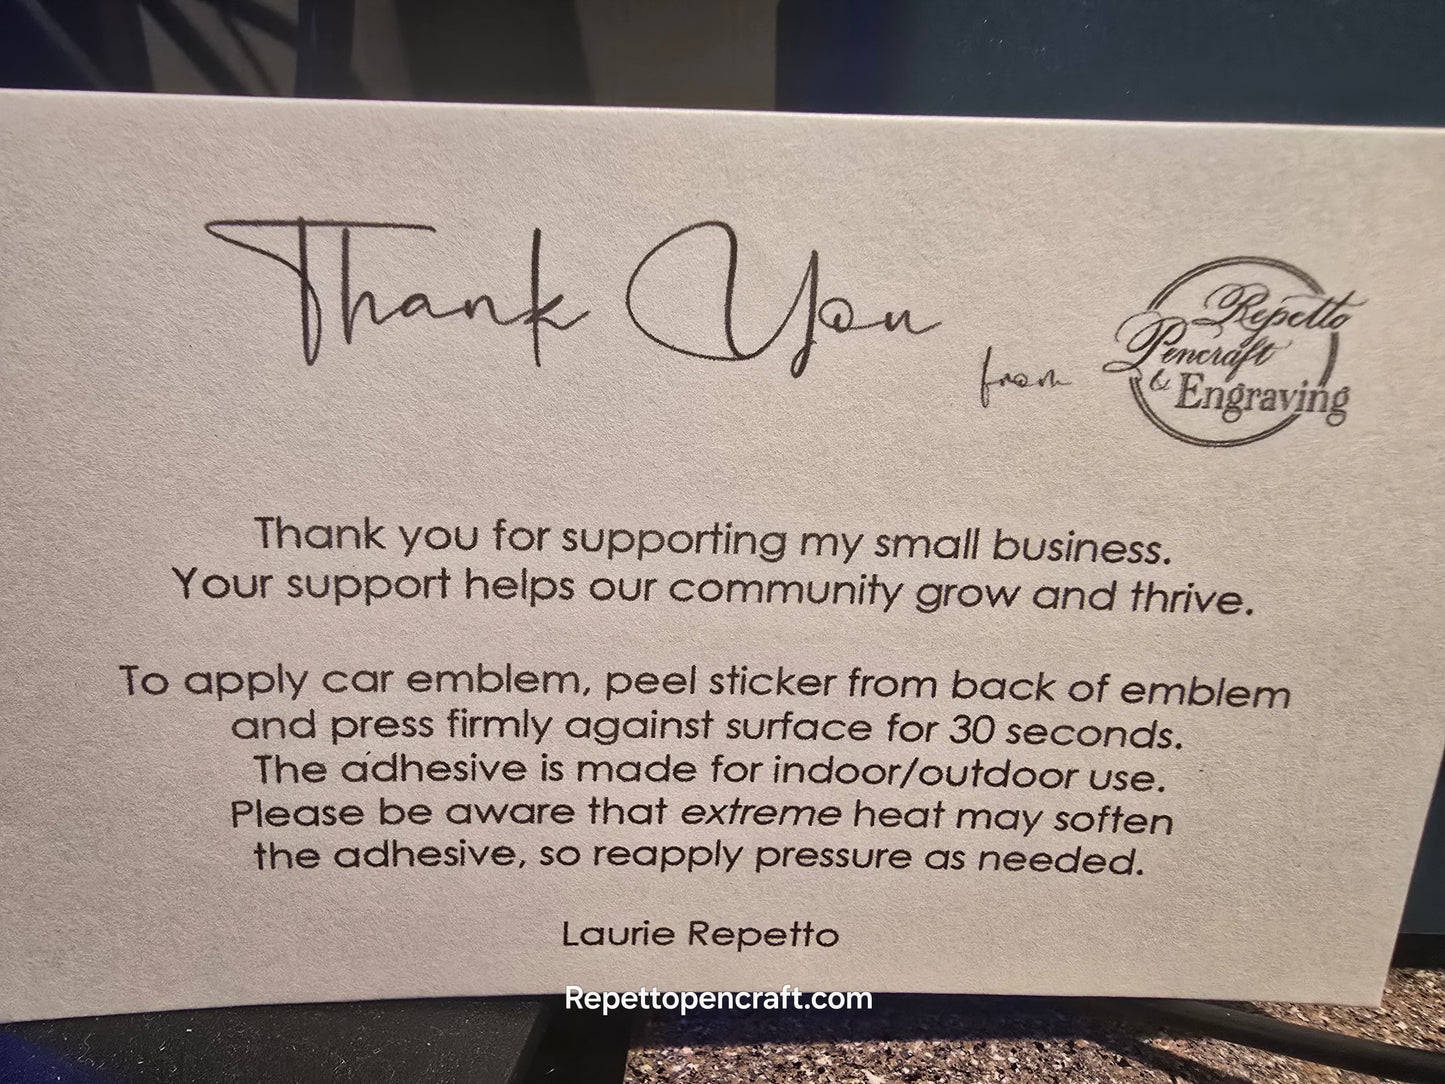 Thank You
from
Repetto
Pencraft
& Engraving
Thank you for supporting my small business.
Your support helps our community grow and thrive.
To apply car emblem, peel sticker from back of emblem
and press firmly against surface for 30 seconds.
The adhesive is made for indoor/outdoor use.
Please be aware that extreme heat may soften
the adhesive, so reapply pressure as needed.
Laurie Repetto
Repettopencraft.com